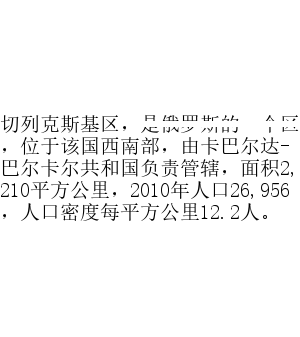 切列克斯基区，是俄罗斯的一个区
，位于该国西南部，由卡巴尔达-
巴尔卡尔共和国负责管辖，面积2,
210平方公里，2010年人口26,956
，人口密度每平方公里12.2人。